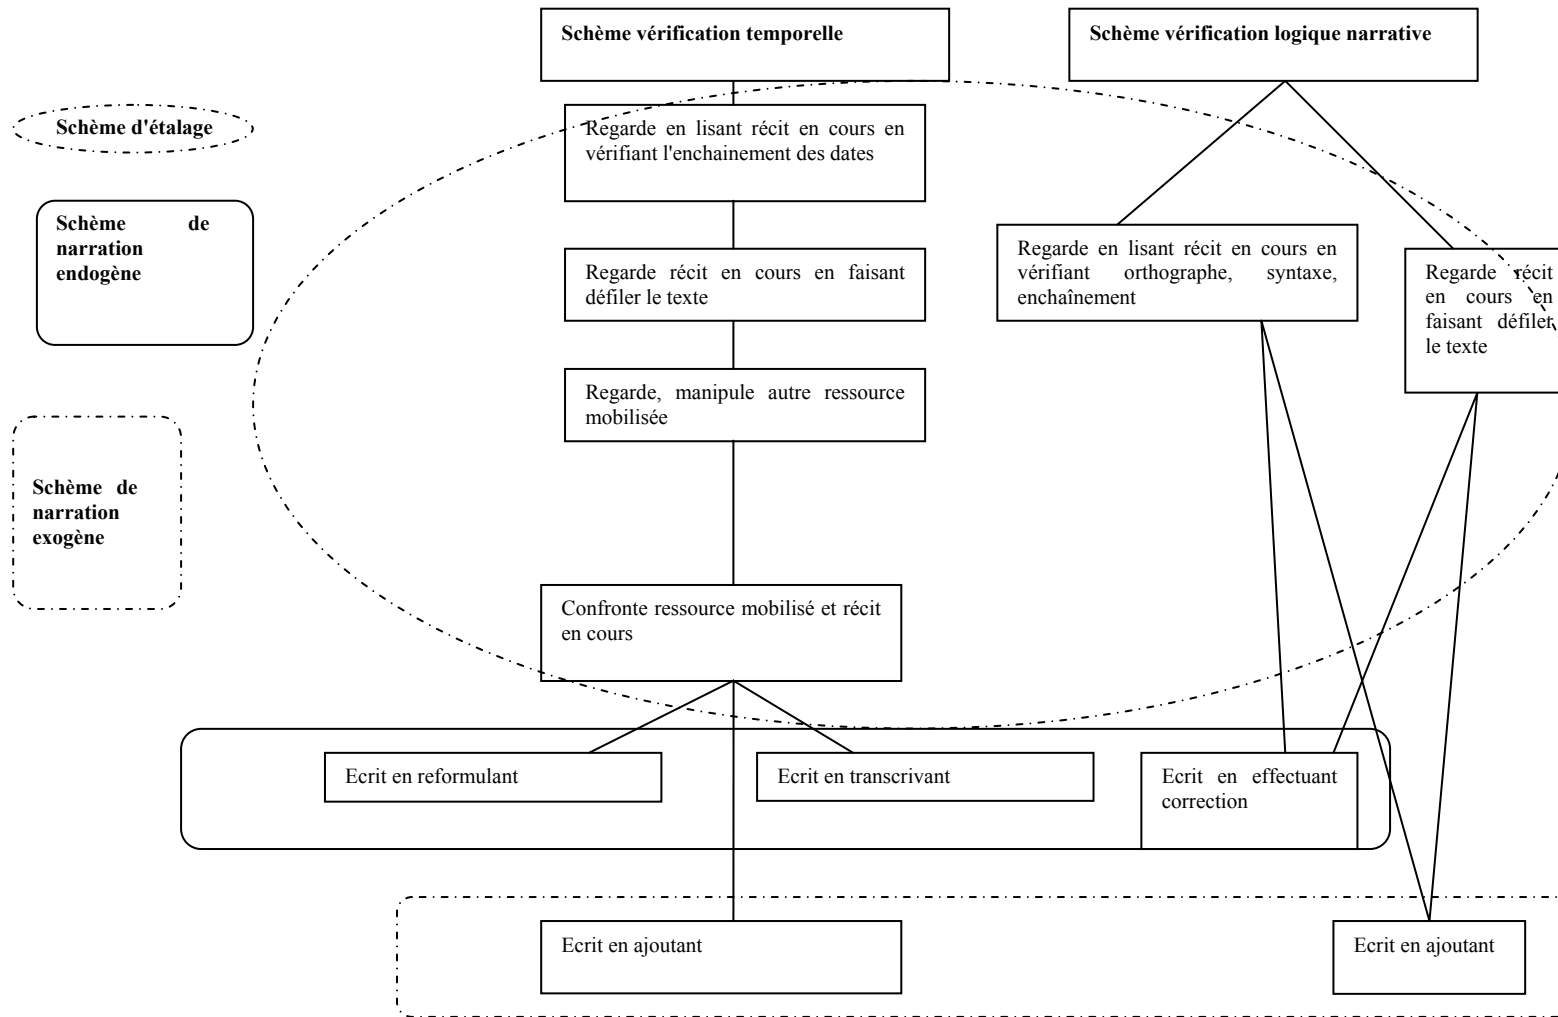 Schème vérification temporelle
Schème vérification logique narrative
Schème d'étalage
Regarde en lisant récit en cours en
vérifiant l'enchainement des dates
Schème de
narration
endogène
Regarde récit en cours en faisant
défiler le texte
Regarde en lisant récit en cours en
vérifiant orthographe, syntaxe,
enchaînement
Regarde récit
en cours en
faisant défiler
le texte
Regarde, manipule autre ressource
mobilisée
Schème de
narration
exogène
Confronte ressource mobilisé et récit
en cours
Ecrit en reformulant
Ecrit en transcrivant
Ecrit en effectuant
correction
Ecrit en ajoutant
Ecrit en ajoutant